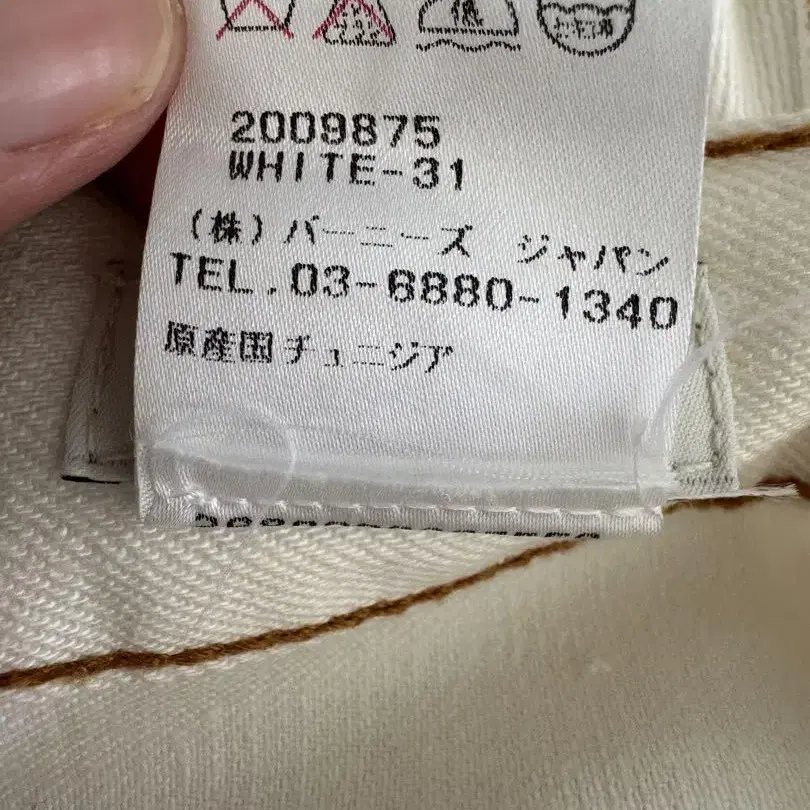 低
2009875
WHITE-31
(株)バーニーズ ジャパン
TEL.03-6880-1340
原産国チュニジア